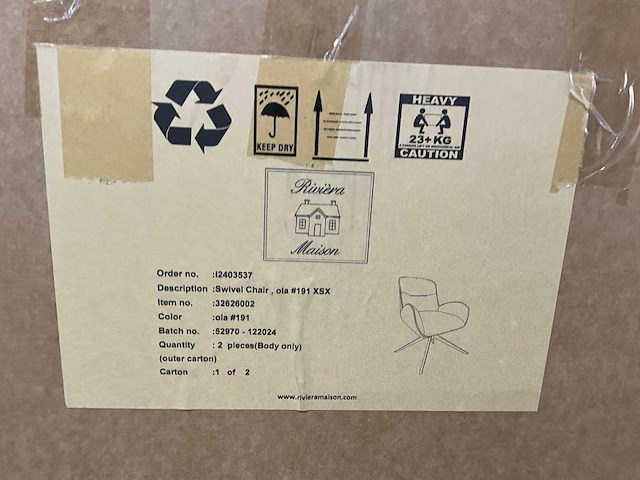 KEEP DRY
HEAVY
23+KG
CAUTION
Rivièra
Maison
Order no. :I2403537
Description :Swivel Chair , ola #191 XSX
Item no. :32626002
Color :ola #191
Batch no. :52970 - 122024
Quantity : 2 pieces(Body only)
(outer carton)
Carton :1 of 2
www.rivieramaison.com